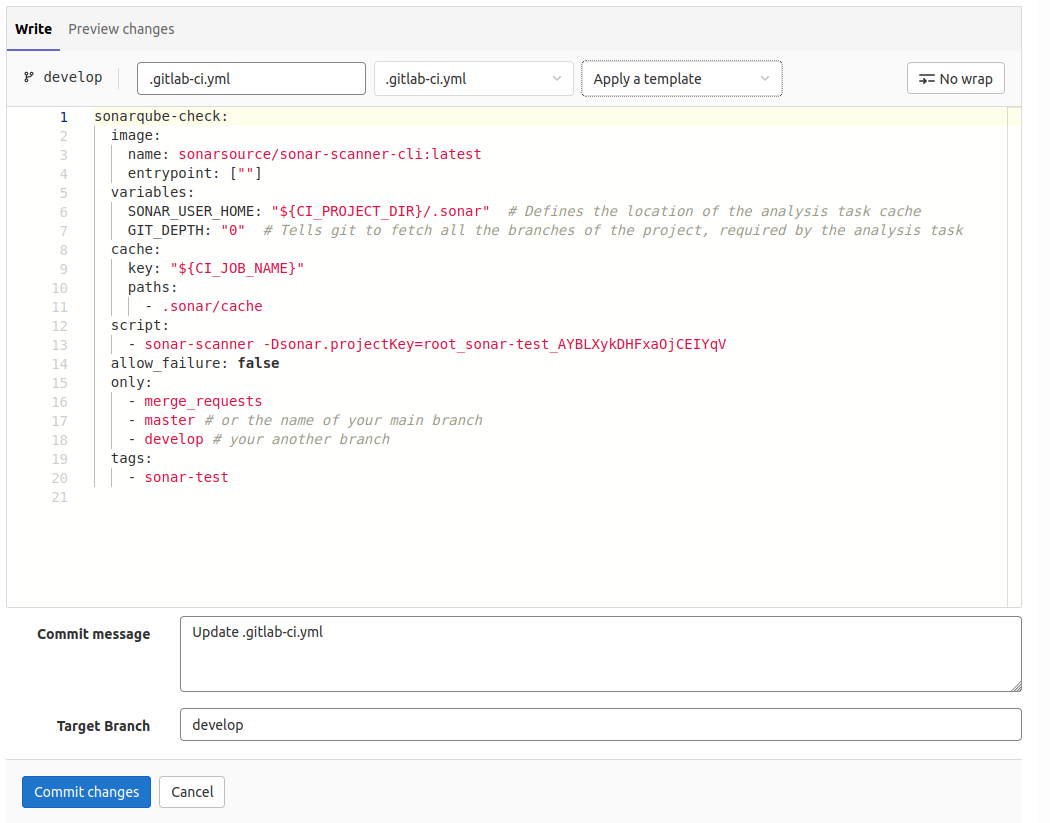 Write Preview changes
develop .gitlab-ci.yml .gitlab-ci.yml Apply a template No wrap
1 sonarqube-check:
2   image:
3     name: sonarsource/sonar-scanner-cli:latest
4     entrypoint: [""]
5   variables:
6     SONAR_USER_HOME: "${CI_PROJECT_DIR}/.sonar"  # Defines the location of the analysis task cache
7     GIT_DEPTH: "0"  # Tells git to fetch all the branches of the project, required by the analysis task
8   cache:
9     key: "${CI_JOB_NAME}"
10     paths:
11       - .sonar/cache
12   script:
13     - sonar-scanner -Dsonar.projectKey=root_sonar-test_AYBLXykDHFxaOjCEIYqV
14   allow_failure: false
15   only:
16     - merge_requests
17     - master # or the name of your main branch
18     - develop # your another branch
19   tags:
20     - sonar-test
21
Commit message Update .gitlab-ci.yml
Target Branch develop
Commit changes Cancel